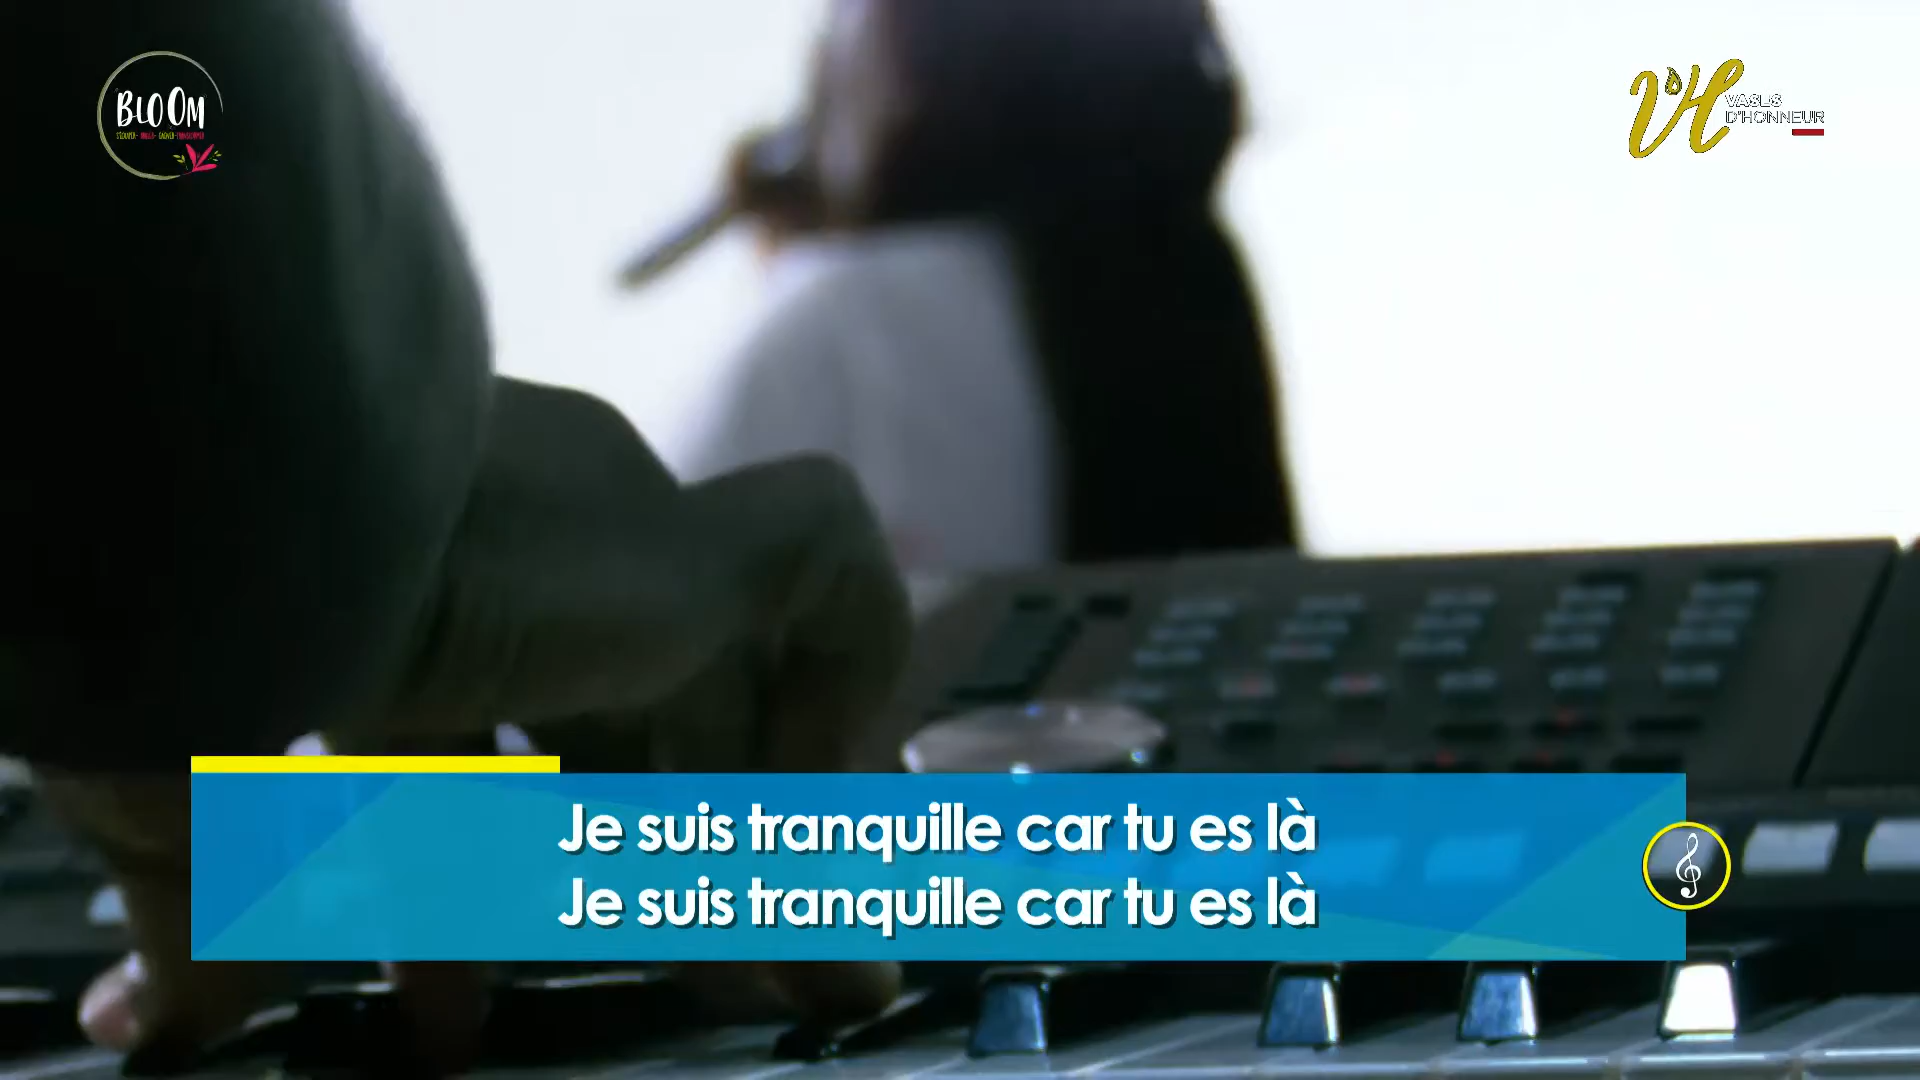 BLOOM
VASES
D'HONNEUR
Je suis tranquille car tu es là
Je suis tranquille car tu es là